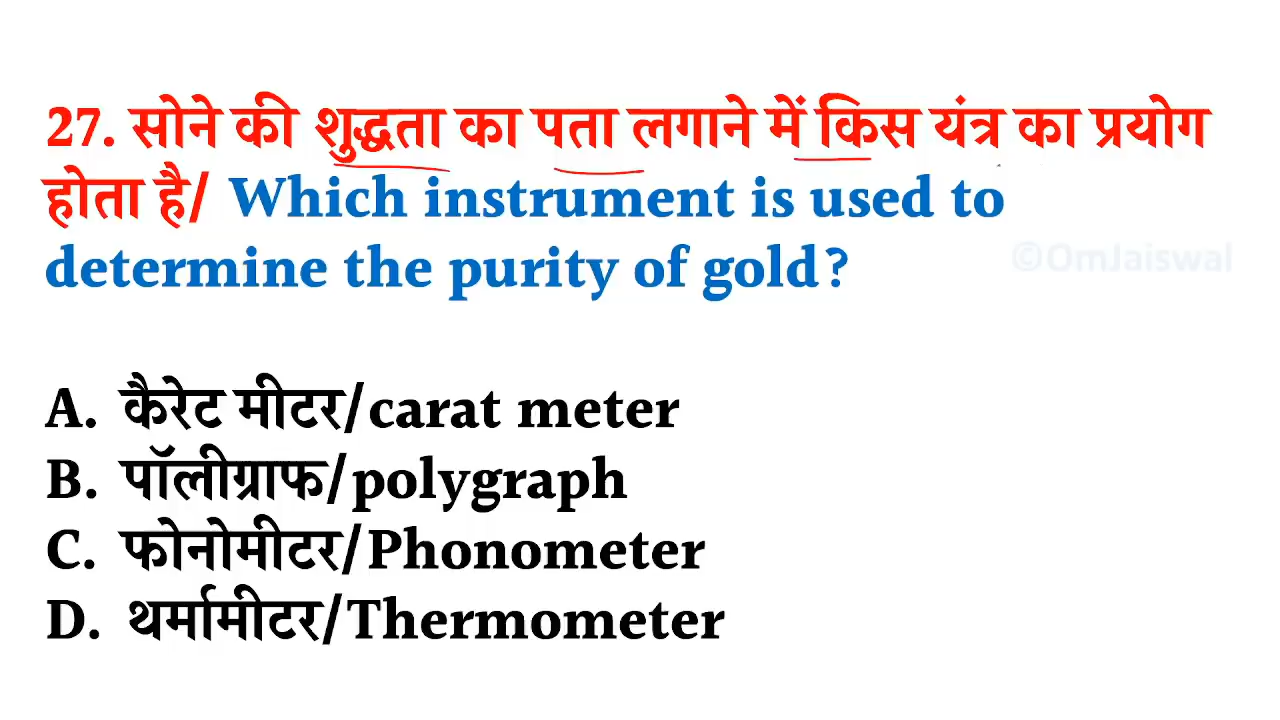 27. सोने की शुद्धता का पता लगाने में किस यंत्र का प्रयोग
होता है/ Which instrument is used to
determine the purity of gold?
©OmJaiswal
A. कैरेट मीटर/carat meter
B. पॉलीग्राफ/polygraph
C. फोनोमीटर/Phonometer
D. थर्मामीटर/Thermometer